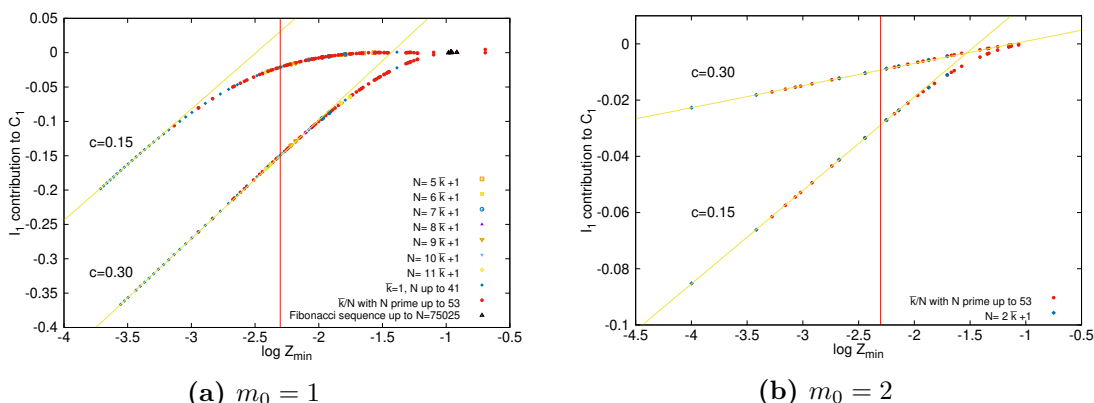 0.05
0
-0.05
-0.1
-0.15
-0.2
-0.25
-0.3
-0.35
-0.4
I1 contribution to C1
c=0.15
c=0.30
N= 5 k̅ +1
N= 6 k̅ +1
N= 7 k̅ +1
N= 8 k̅ +1
N= 9 k̅ +1
N= 10 k̅ +1
N= 11 k̅ +1
k̅=1, N up to 41
k̅/N with N prime up to 53
Fibonacci sequence up to N=75025
-4 -3.5 -3 -2.5 -2 -1.5 -1 -0.5
log Zmin
(a) m0 = 1
0
-0.02
-0.04
-0.06
-0.08
-0.1
I1 contribution to C1
c=0.30
c=0.15
k̅/N with N prime up to 53
N= 2 k̅ +1
-4.5 -4 -3.5 -3 -2.5 -2 -1.5 -1 -0.5
log Zmin
(b) m0 = 2